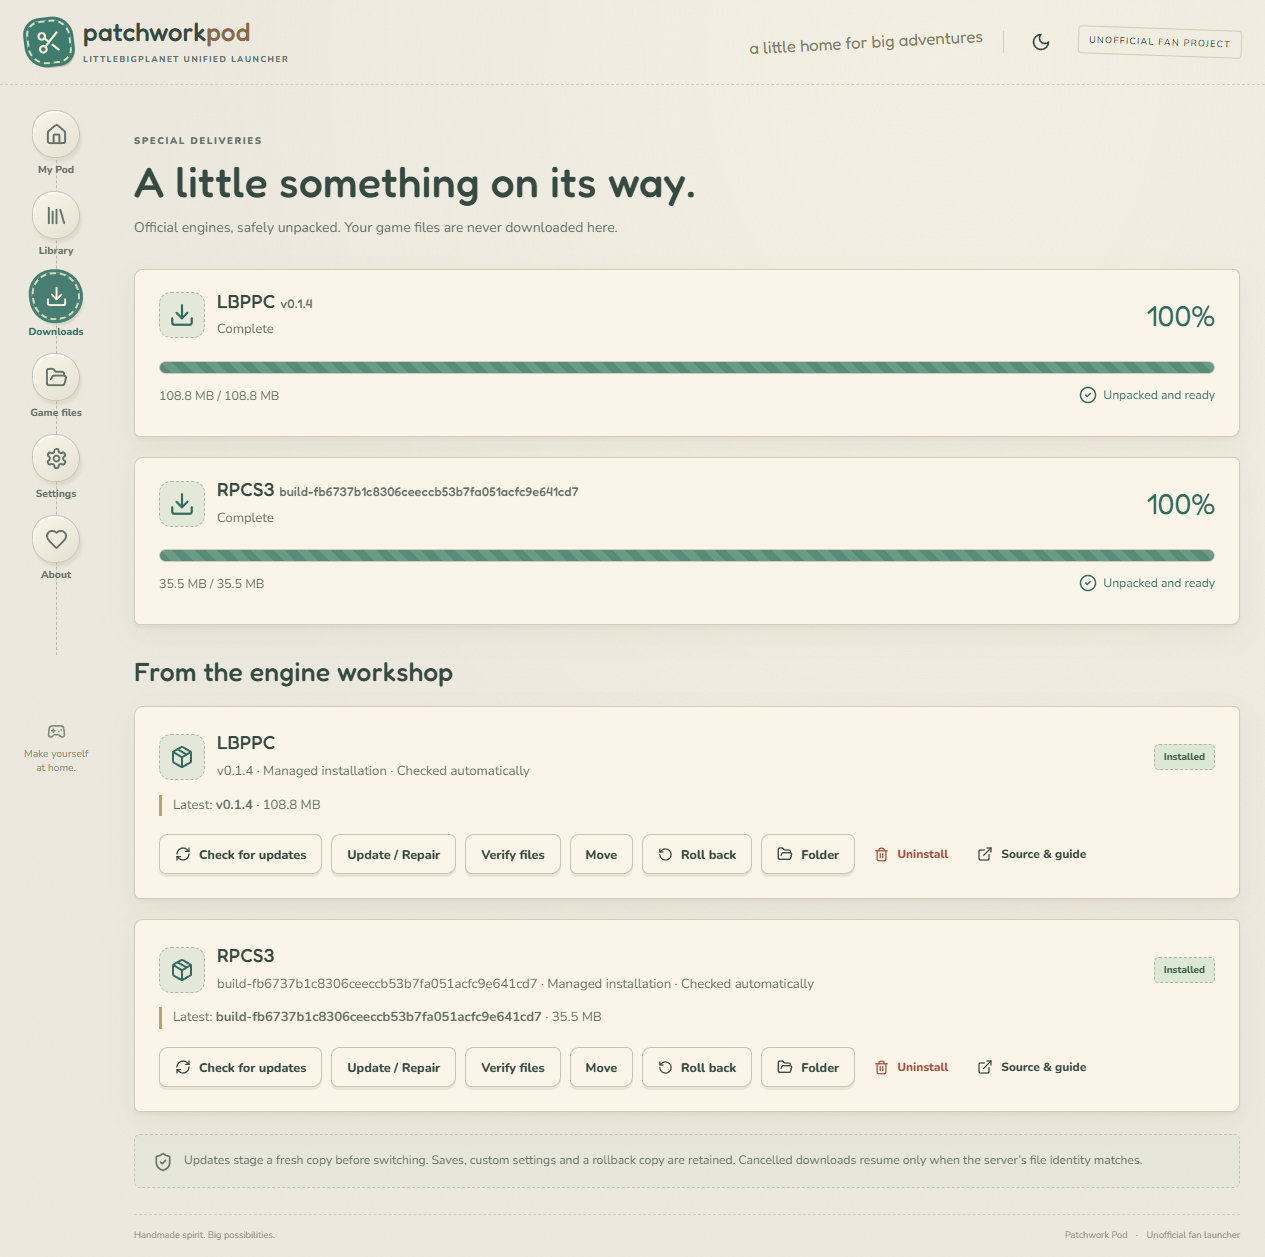 patchworkpod
LITTLEBIGPLANET UNIFIED LAUNCHER
a little home for big adventures
UNOFFICIAL FAN PROJECT
My Pod
Library
Downloads
Game files
Settings
About
Make yourself
at home.
SPECIAL DELIVERIES
A little something on its way.
Official engines, safely unpacked. Your game files are never downloaded here.
LBPPC v0.1.4
Complete
100%
108.8 MB / 108.8 MB
Unpacked and ready
RPCS3 build-fb6737b1c8306ceeccb53b7fa051acfc9e641cd7
Complete
100%
35.5 MB / 35.5 MB
Unpacked and ready
From the engine workshop
LBPPC
v0.1.4 · Managed installation · Checked automatically
Installed
Latest: v0.1.4 · 108.8 MB
Check for updates Update / Repair Verify files Move Roll back Folder Uninstall Source & guide
RPCS3
build-fb6737b1c8306ceeccb53b7fa051acfc9e641cd7 · Managed installation · Checked automatically
Installed
Latest: build-fb6737b1c8306ceeccb53b7fa051acfc9e641cd7 · 35.5 MB
Check for updates Update / Repair Verify files Move Roll back Folder Uninstall Source & guide
Updates stage a fresh copy before switching. Saves, custom settings and a rollback copy are retained. Cancelled downloads resume only when the server’s file identity matches.
Handmade spirit. Big possibilities.
Patchwork Pod · Unofficial fan launcher